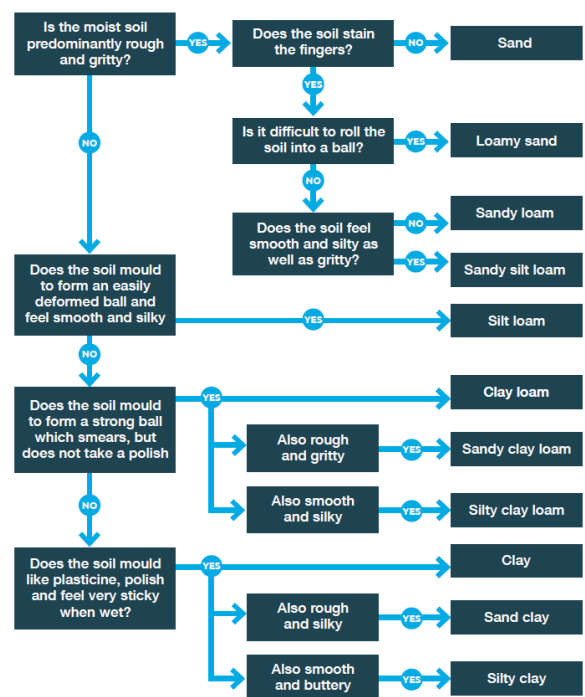 Is the moist soil
predominantly rough
and gritty?
YES
Does the soil stain
the fingers?
NO
Sand
YES
NO
Is it difficult to roll the
soil into a ball?
YES
Loamy sand
NO
Does the soil feel
smooth and silty as
well as gritty?
NO
Sandy loam
YES
Sandy silt loam
Does the soil mould
to form an easily
deformed ball and
feel smooth and silky
YES
Silt loam
NO
Does the soil mould
to form a strong ball
which smears, but
does not take a polish
YES
Clay loam
Also rough
and gritty
YES
Sandy clay loam
Also smooth
and silky
YES
Silty clay loam
NO
Does the soil mould
like plasticine, polish
and feel very sticky
when wet?
YES
Clay
Also rough
and silky
YES
Sand clay
Also smooth
and buttery
YES
Silty clay